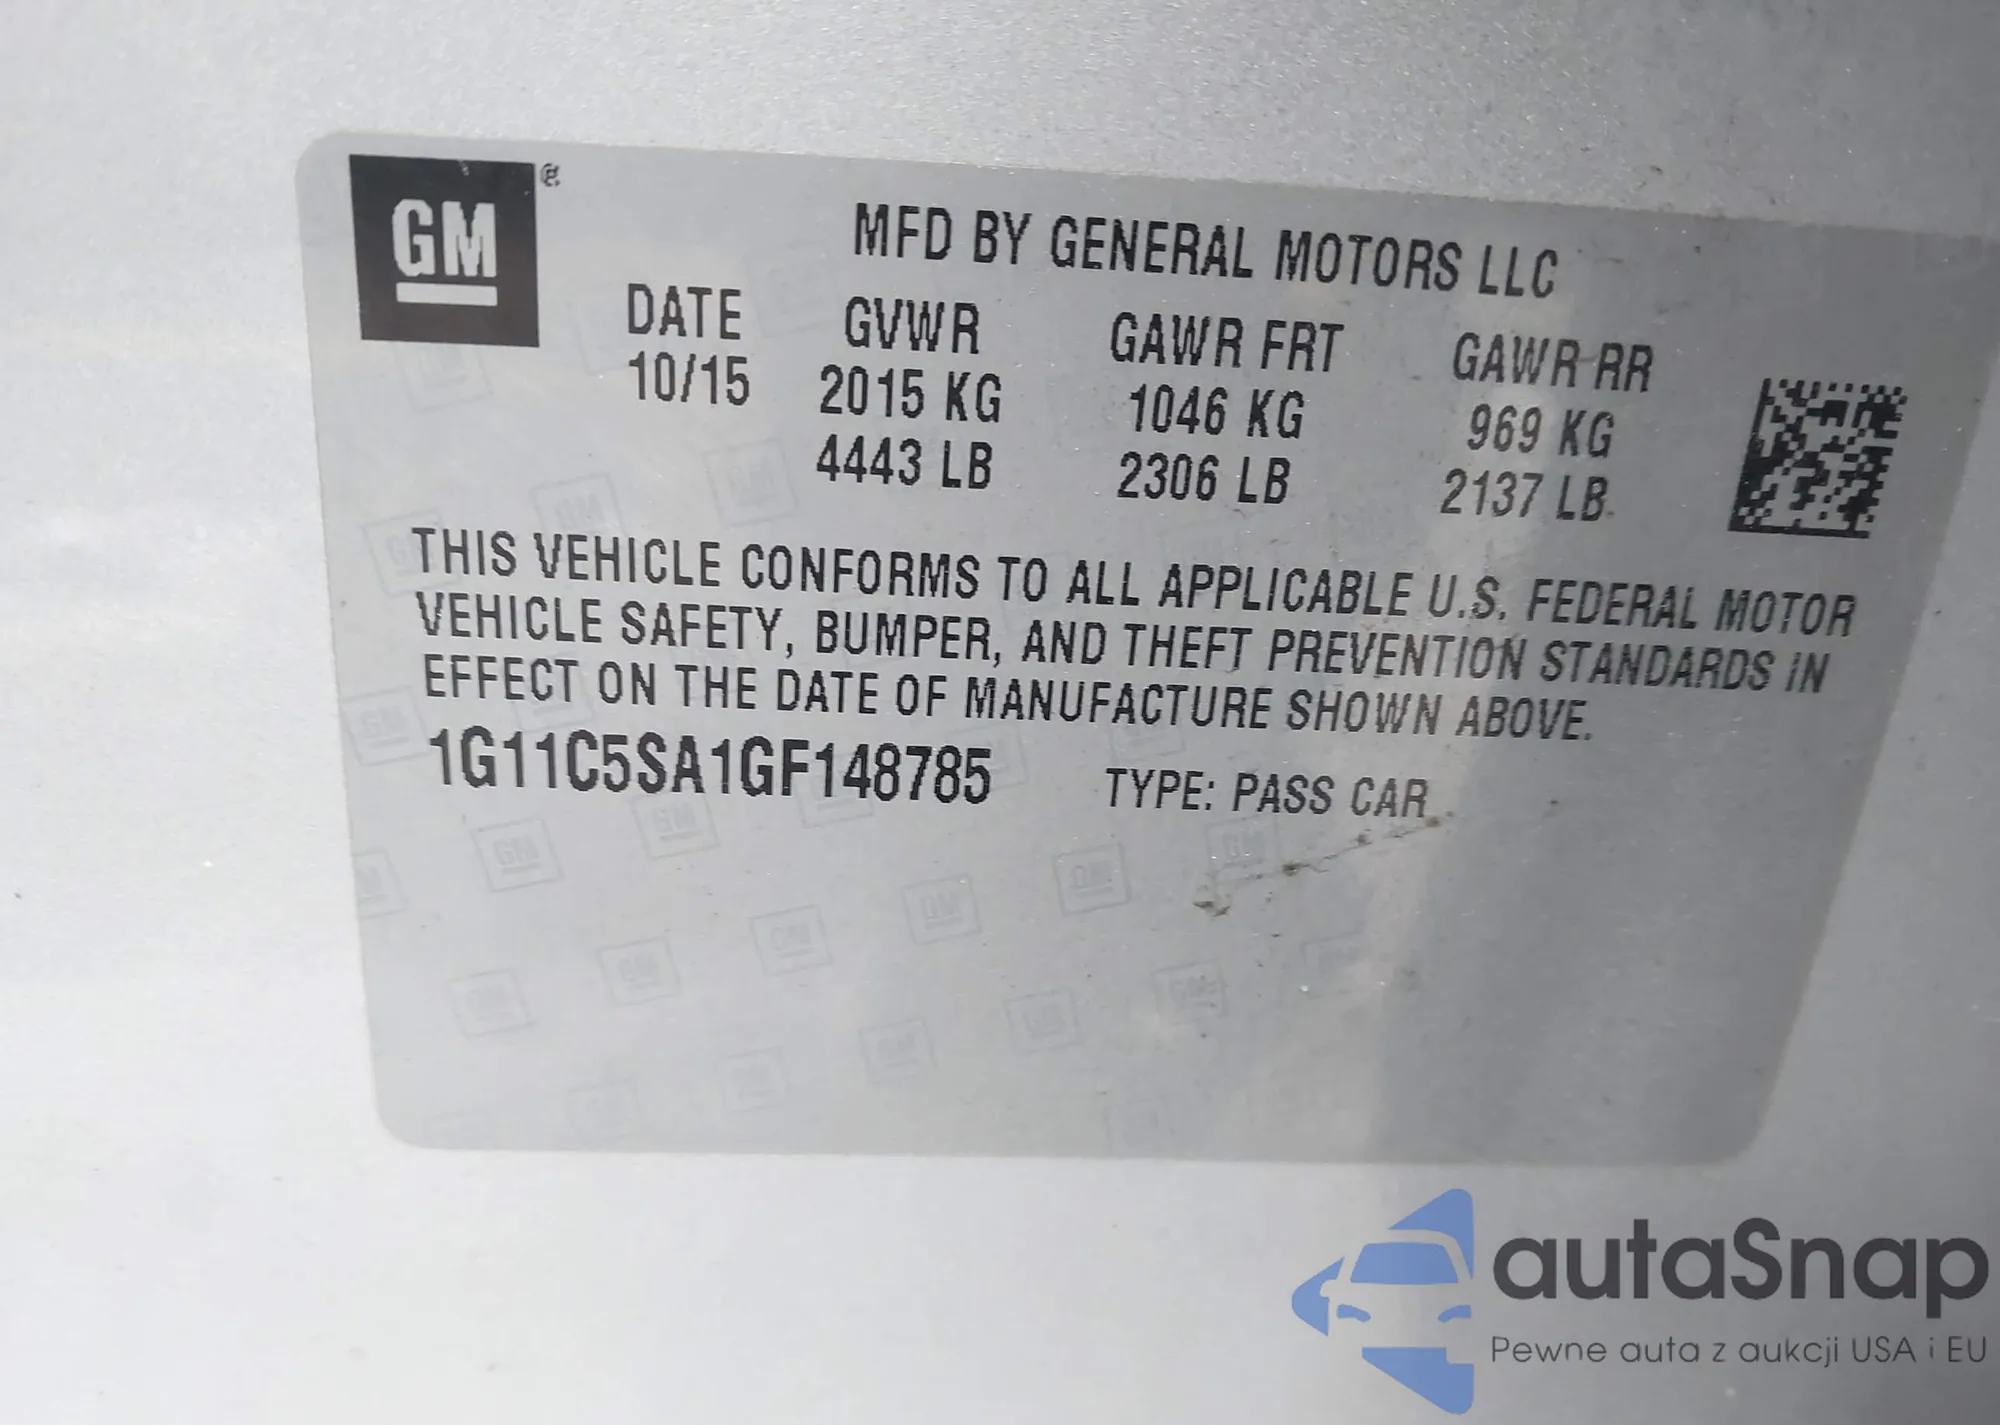 GM
MFD BY GENERAL MOTORS LLC
DATE GVWR GAWR FRT GAWR RR
10/15 2015 KG 1046 KG 969 KG
4443 LB 2306 LB 2137 LB
THIS VEHICLE CONFORMS TO ALL APPLICABLE U.S. FEDERAL MOTOR
VEHICLE SAFETY, BUMPER, AND THEFT PREVENTION STANDARDS IN
EFFECT ON THE DATE OF MANUFACTURE SHOWN ABOVE.
1G11C5SA1GF148785 TYPE: PASS CAR
autaSnap
Pewne auta z aukcji USA i EU